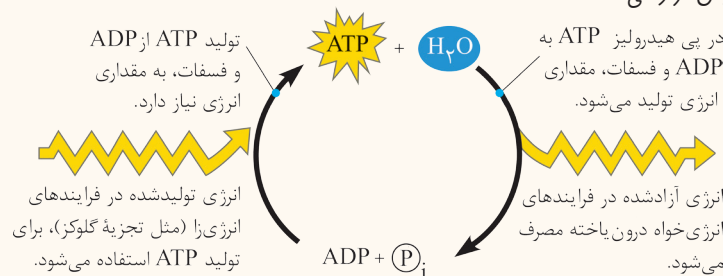 در پی هیدرولیز ATP به
ADP و فسفات، مقداری
انرژی تولید می‌شود.
ATP + H۲O
تولید ATP از ADP
و فسفات، به مقداری
انرژی نیاز دارد.
انرژی آزادشده در فرایندهای
انرژی‌خواه درون یاخته مصرف
می‌شود.
انرژی تولیدشده در فرایندهای
انرژی‌زا (مثل تجزیهٔ گلوکز)، برای
تولید ATP استفاده می‌شود.
ADP + Pi